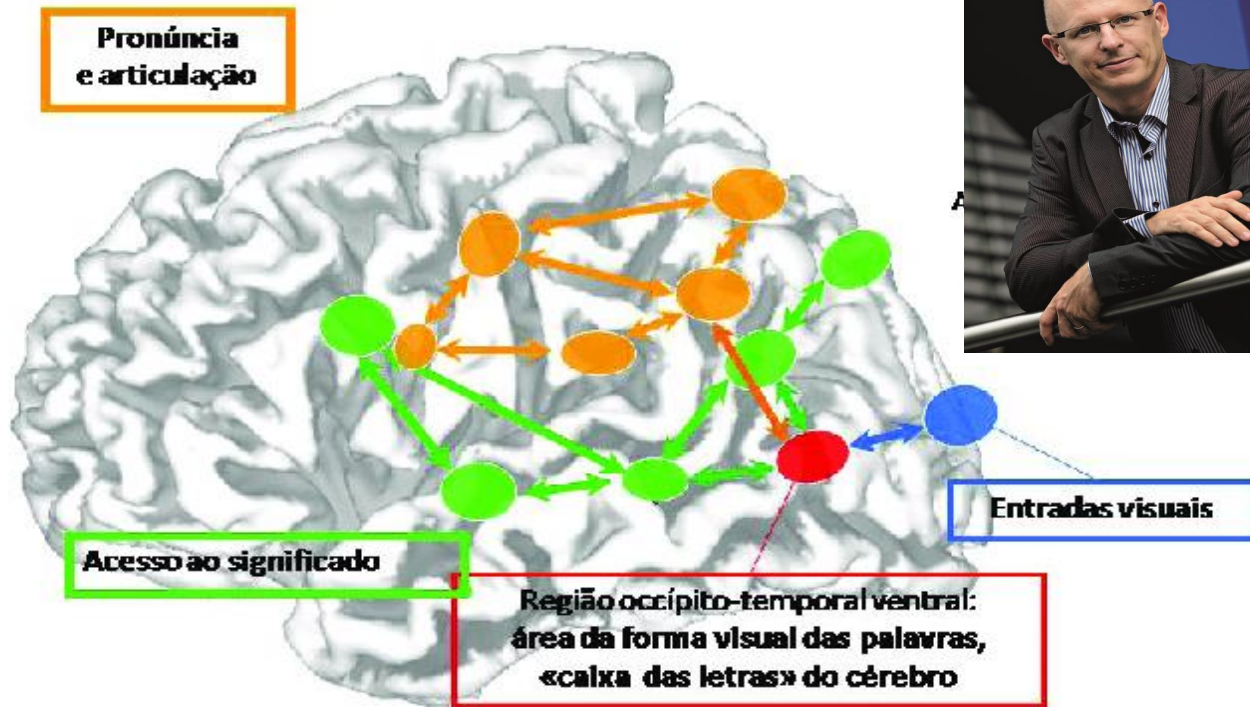 Pronúncia
e articulação
A
Entradas visuais
Acesso ao significado
Região occípito-temporal ventral:
área da forma visual das palavras,
«caixa das letras» do cérebro